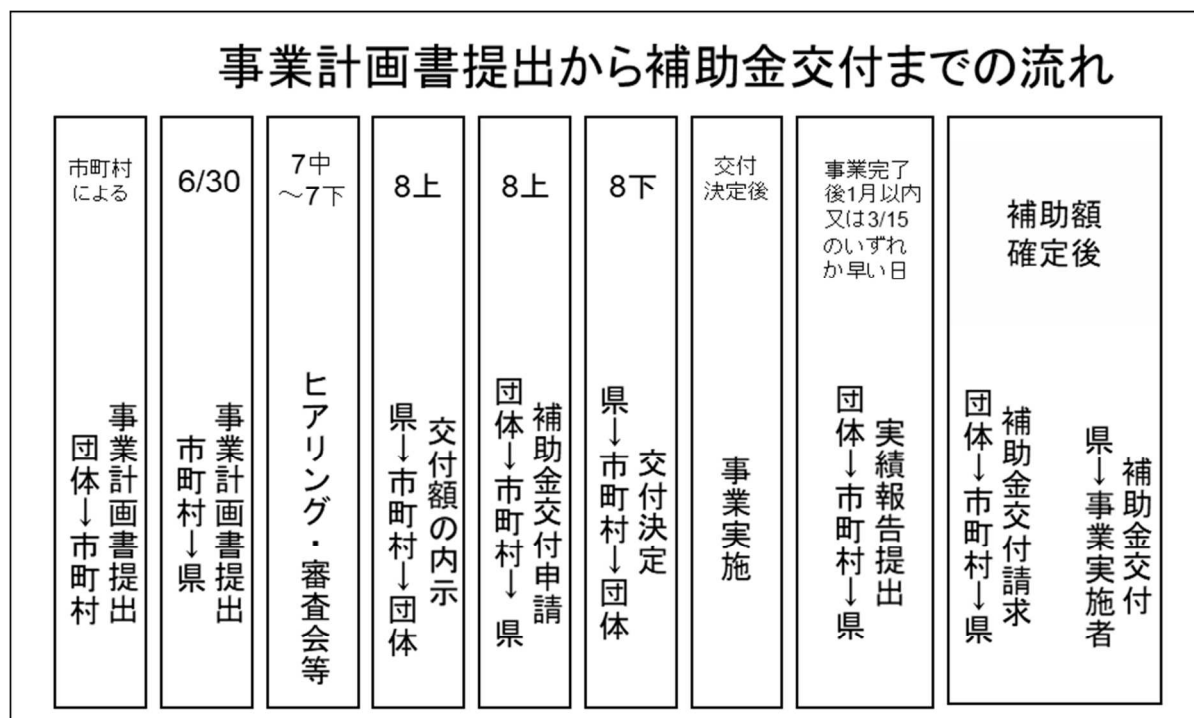 事業計画書提出から補助金交付までの流れ
市町村
による
事業計画書提出
団体→市町村
6/30
事業計画書提出
市町村→県
7中
～7下
ヒアリング・審査会等
8上
交付額の内示
県→市町村→団体
8上
補助金交付申請
団体→市町村→県
8下
交付決定
県→市町村→団体
交付
決定後
事業実施
事業完了
後1月以内
又は3/15
のいずれ
か早い日
実績報告提出
団体→市町村→県
補助額
確定後
補助金交付請求
団体→市町村→県
補助金交付
県→事業実施者